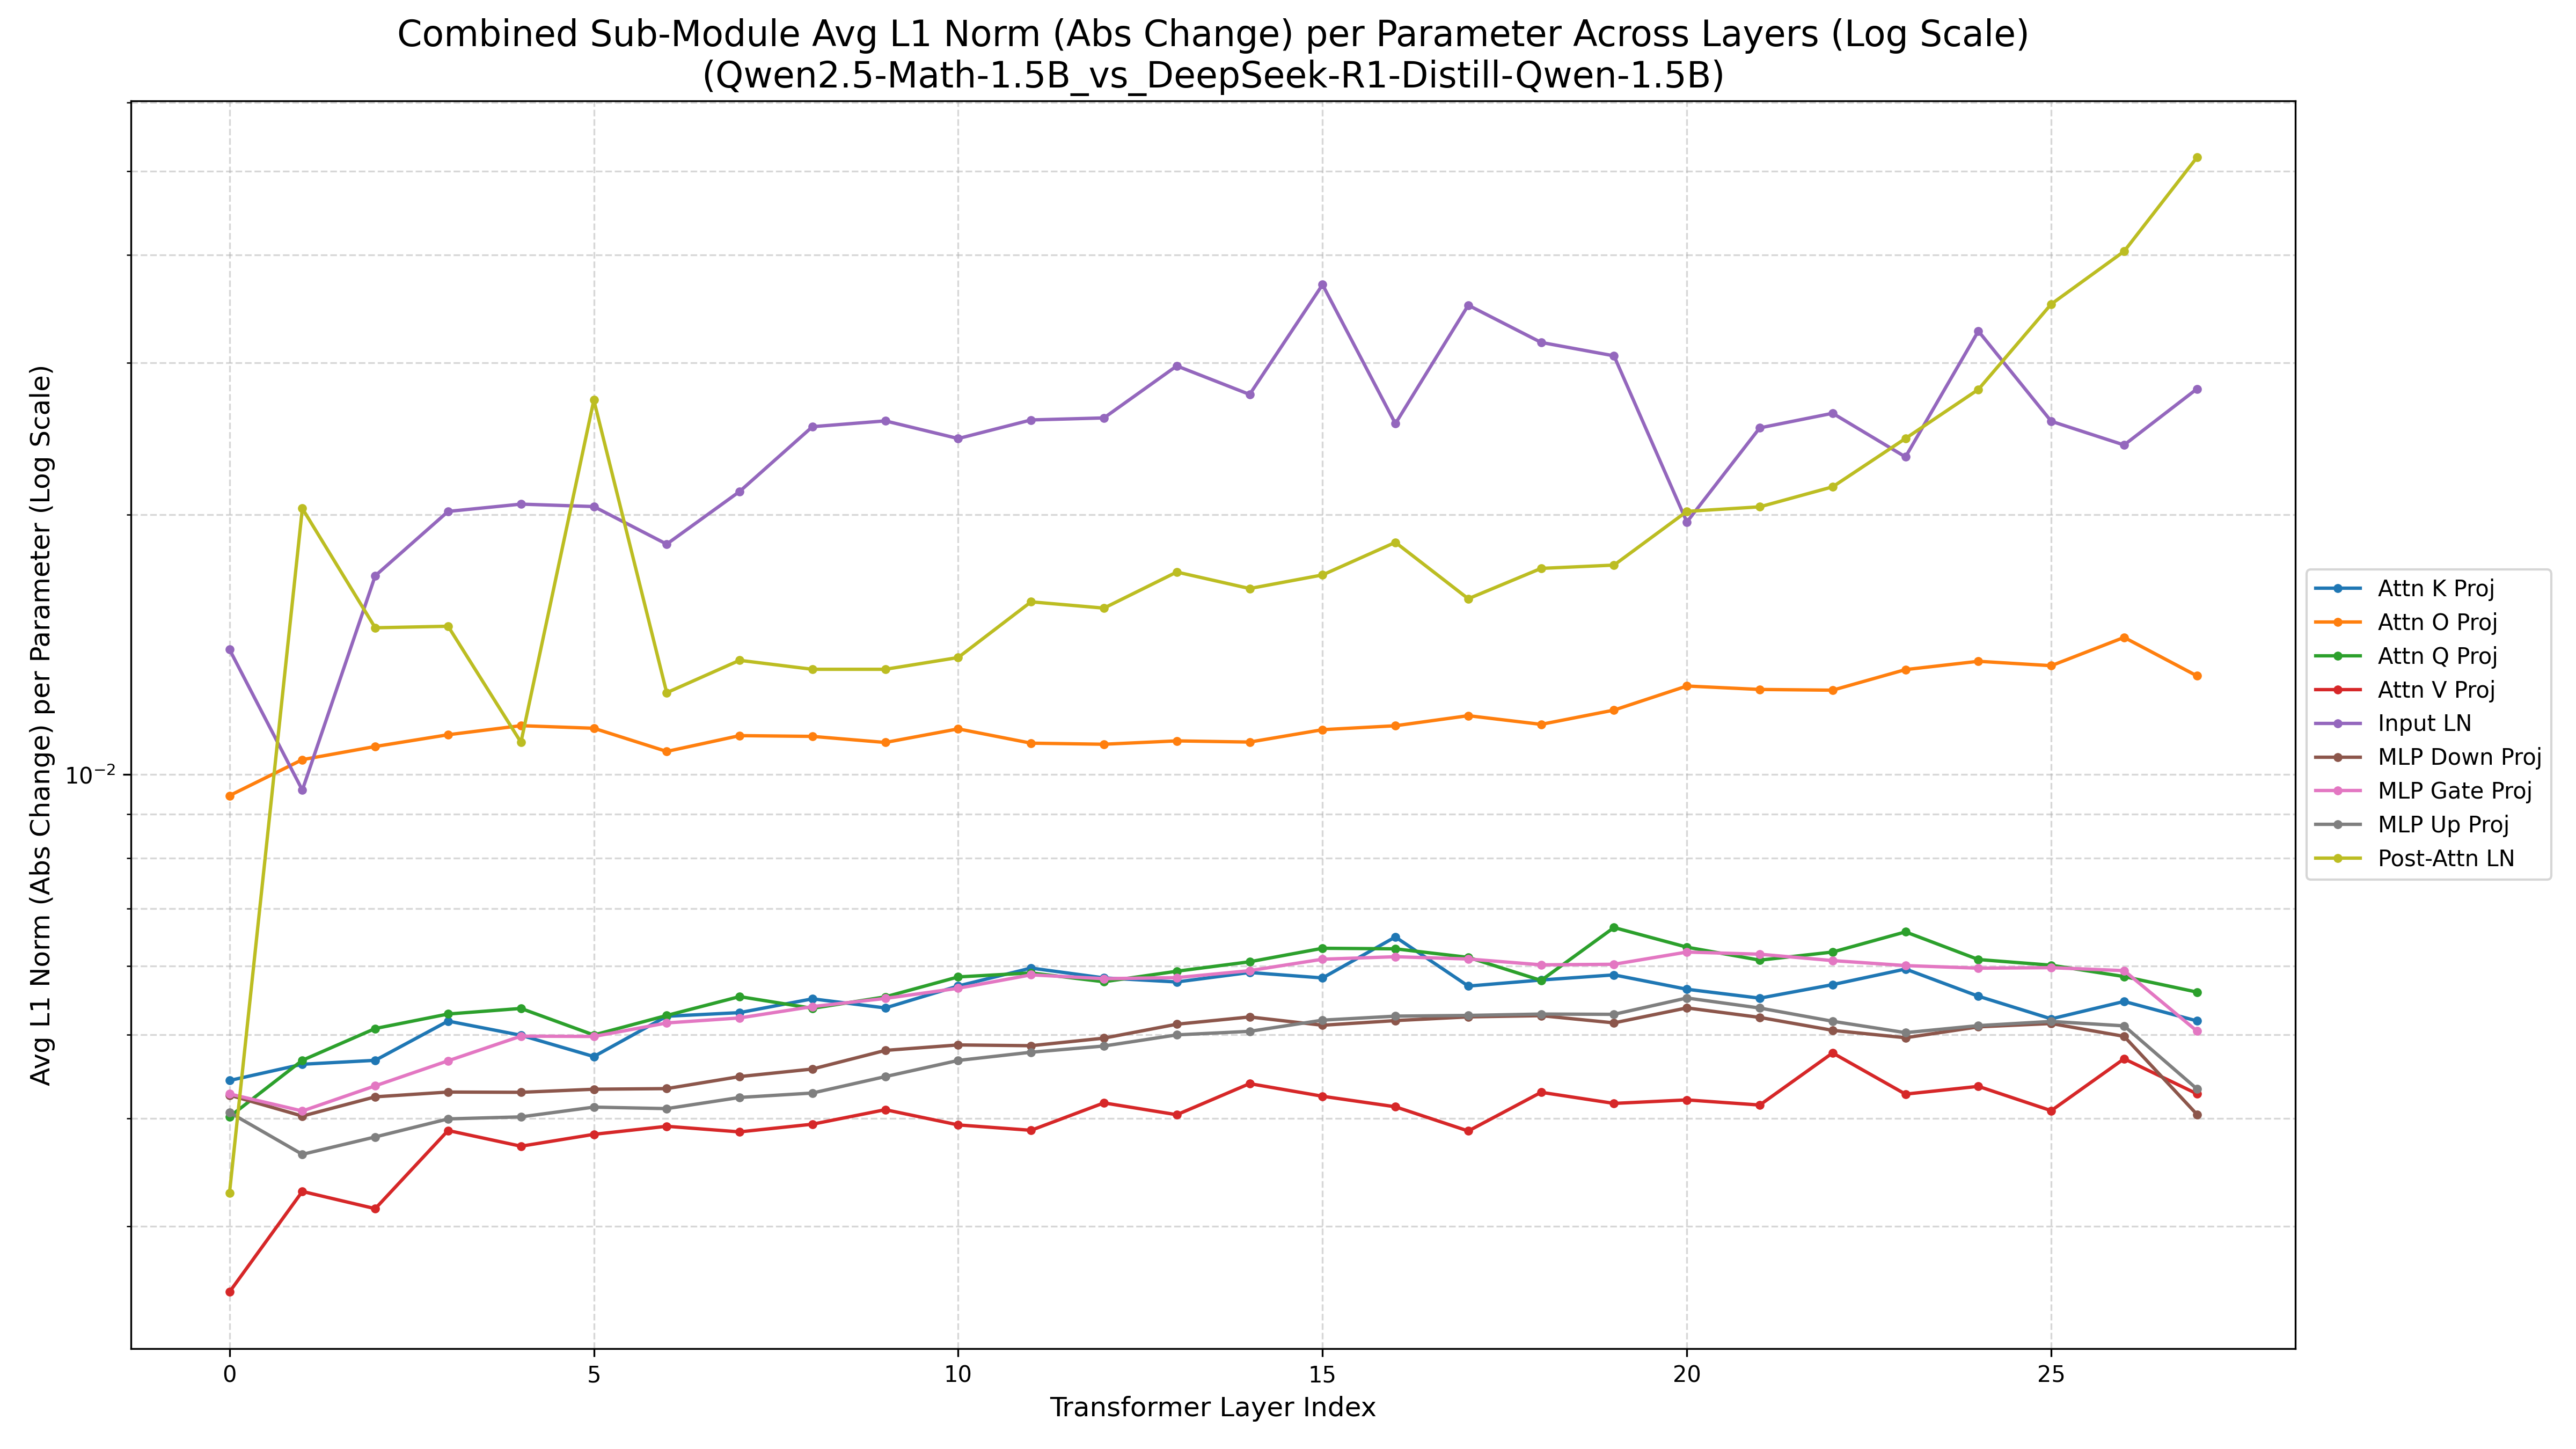 Combined Sub-Module Avg L1 Norm (Abs Change) per Parameter Across Layers (Log Scale)
(Qwen2.5-Math-1.5B_vs_DeepSeek-R1-Distill-Qwen-1.5B)
Avg L1 Norm (Abs Change) per Parameter (Log Scale)
10⁻²
0 5 10 15 20 25
Transformer Layer Index
Attn K Proj
Attn O Proj
Attn Q Proj
Attn V Proj
Input LN
MLP Down Proj
MLP Gate Proj
MLP Up Proj
Post-Attn LN